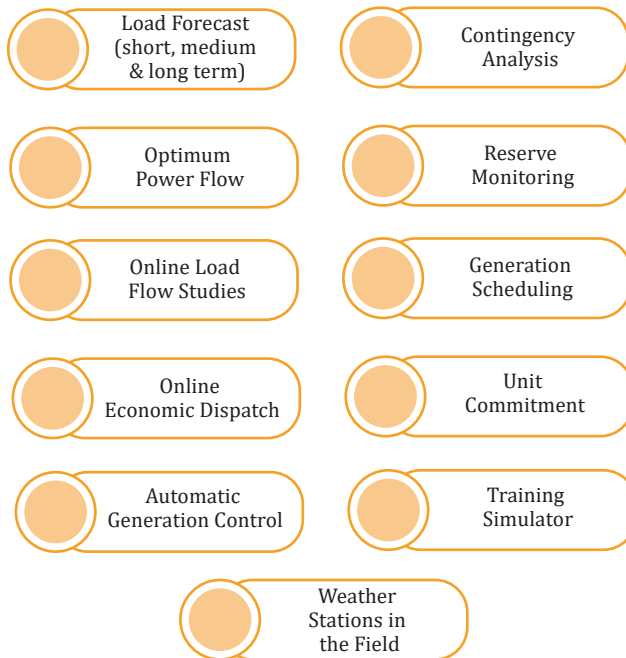 Load Forecast
(short, medium
& long term)
Contingency
Analysis
Optimum
Power Flow
Reserve
Monitoring
Online Load
Flow Studies
Generation
Scheduling
Online
Economic Dispatch
Unit
Commitment
Automatic
Generation Control
Training
Simulator
Weather
Stations in
the Field